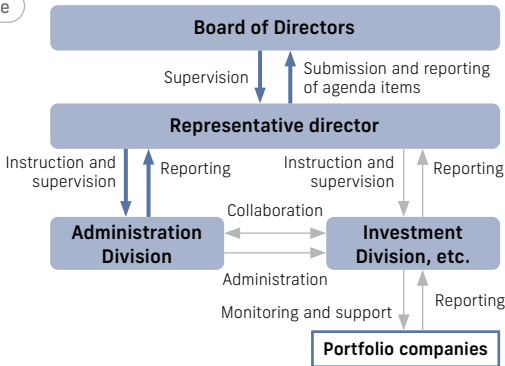 e
Board of Directors
Supervision
Submission and reporting
of agenda items
Representative director
Instruction and
supervision
Reporting
Instruction and
supervision
Reporting
Administration
Division
Collaboration
Administration
Investment
Division, etc.
Monitoring and support
Reporting
Portfolio companies